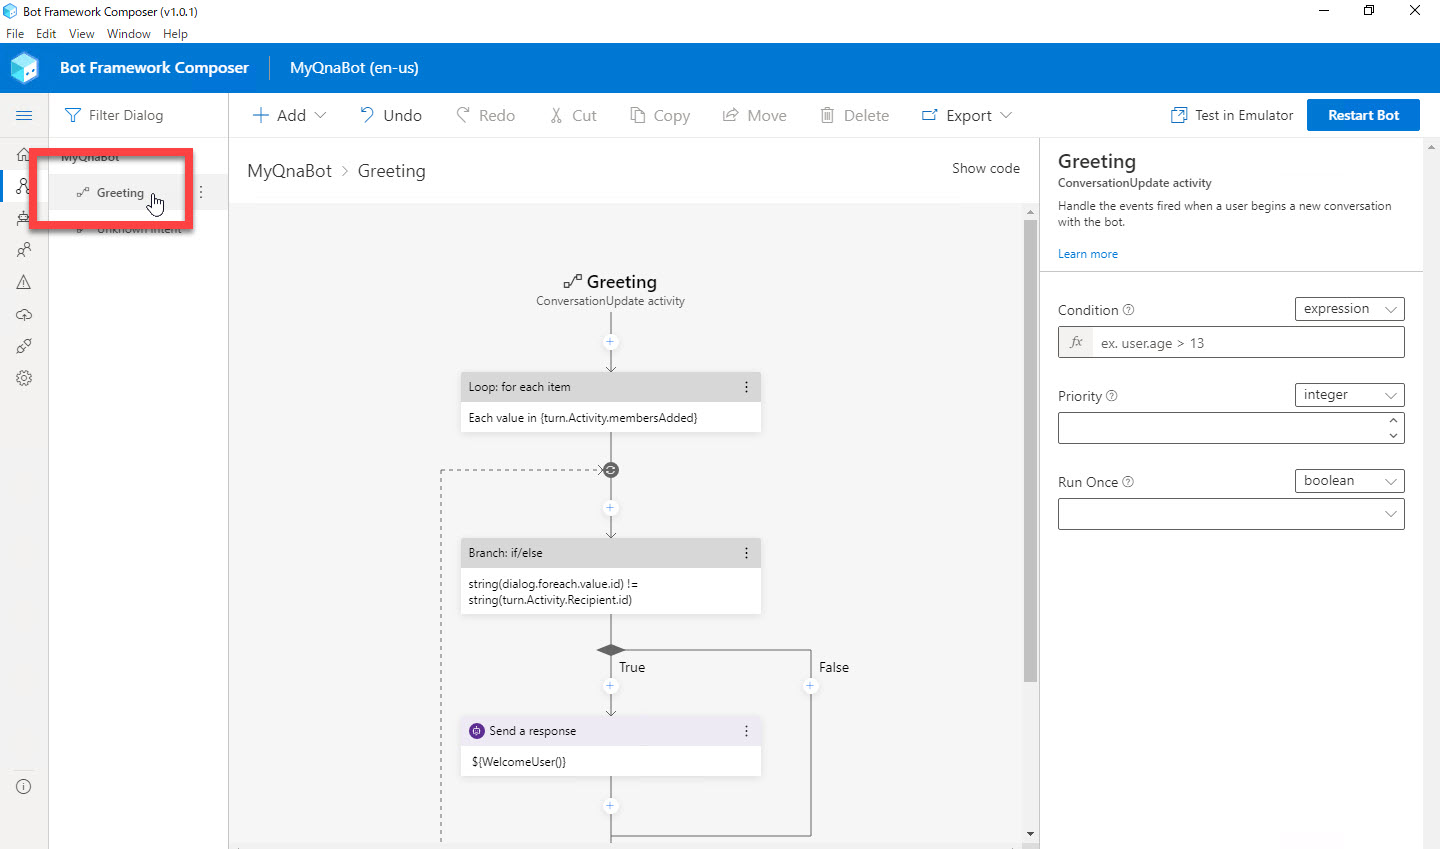 Bot Framework Composer (v1.0.1)
File Edit View Window Help
Bot Framework Composer MyQnaBot (en-us)
Filter Dialog
Add Undo Redo Cut Copy Move Delete Export Test in Emulator Restart Bot
MyQnaBot
Greeting
Unknown intent
MyQnaBot > Greeting
Show code
Greeting
ConversationUpdate activity
Loop: for each item
Each value in {turn.Activity.membersAdded}
Branch: if/else
string(dialog.foreach.value.id) !=
string(turn.Activity.Recipient.id)
True
False
Send a response
${WelcomeUser()}
Greeting
ConversationUpdate activity
Handle the events fired when a user begins a new conversation
with the bot.
Learn more
Condition expression
fx ex. user.age > 13
Priority integer
Run Once boolean